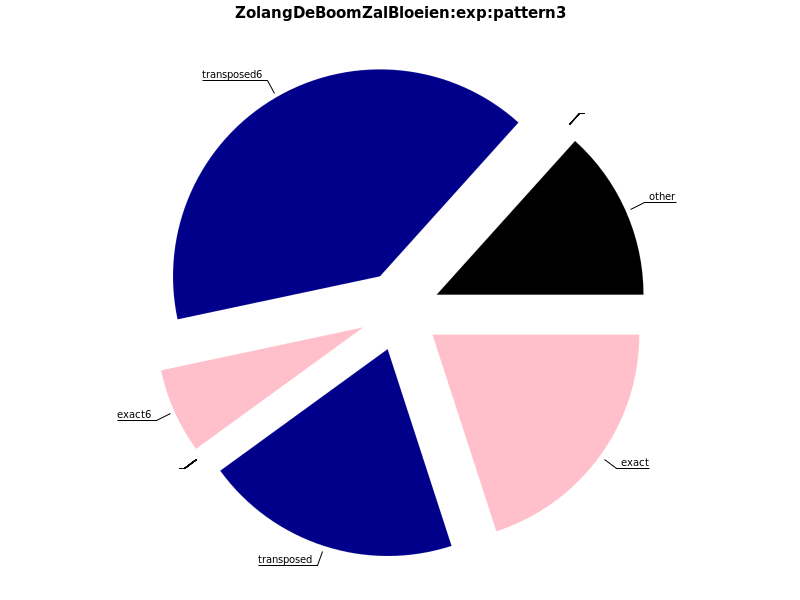 ZolangDeBoomZalBloeien:exp:pattern3
transposed6
other
exact6
exact
transposed